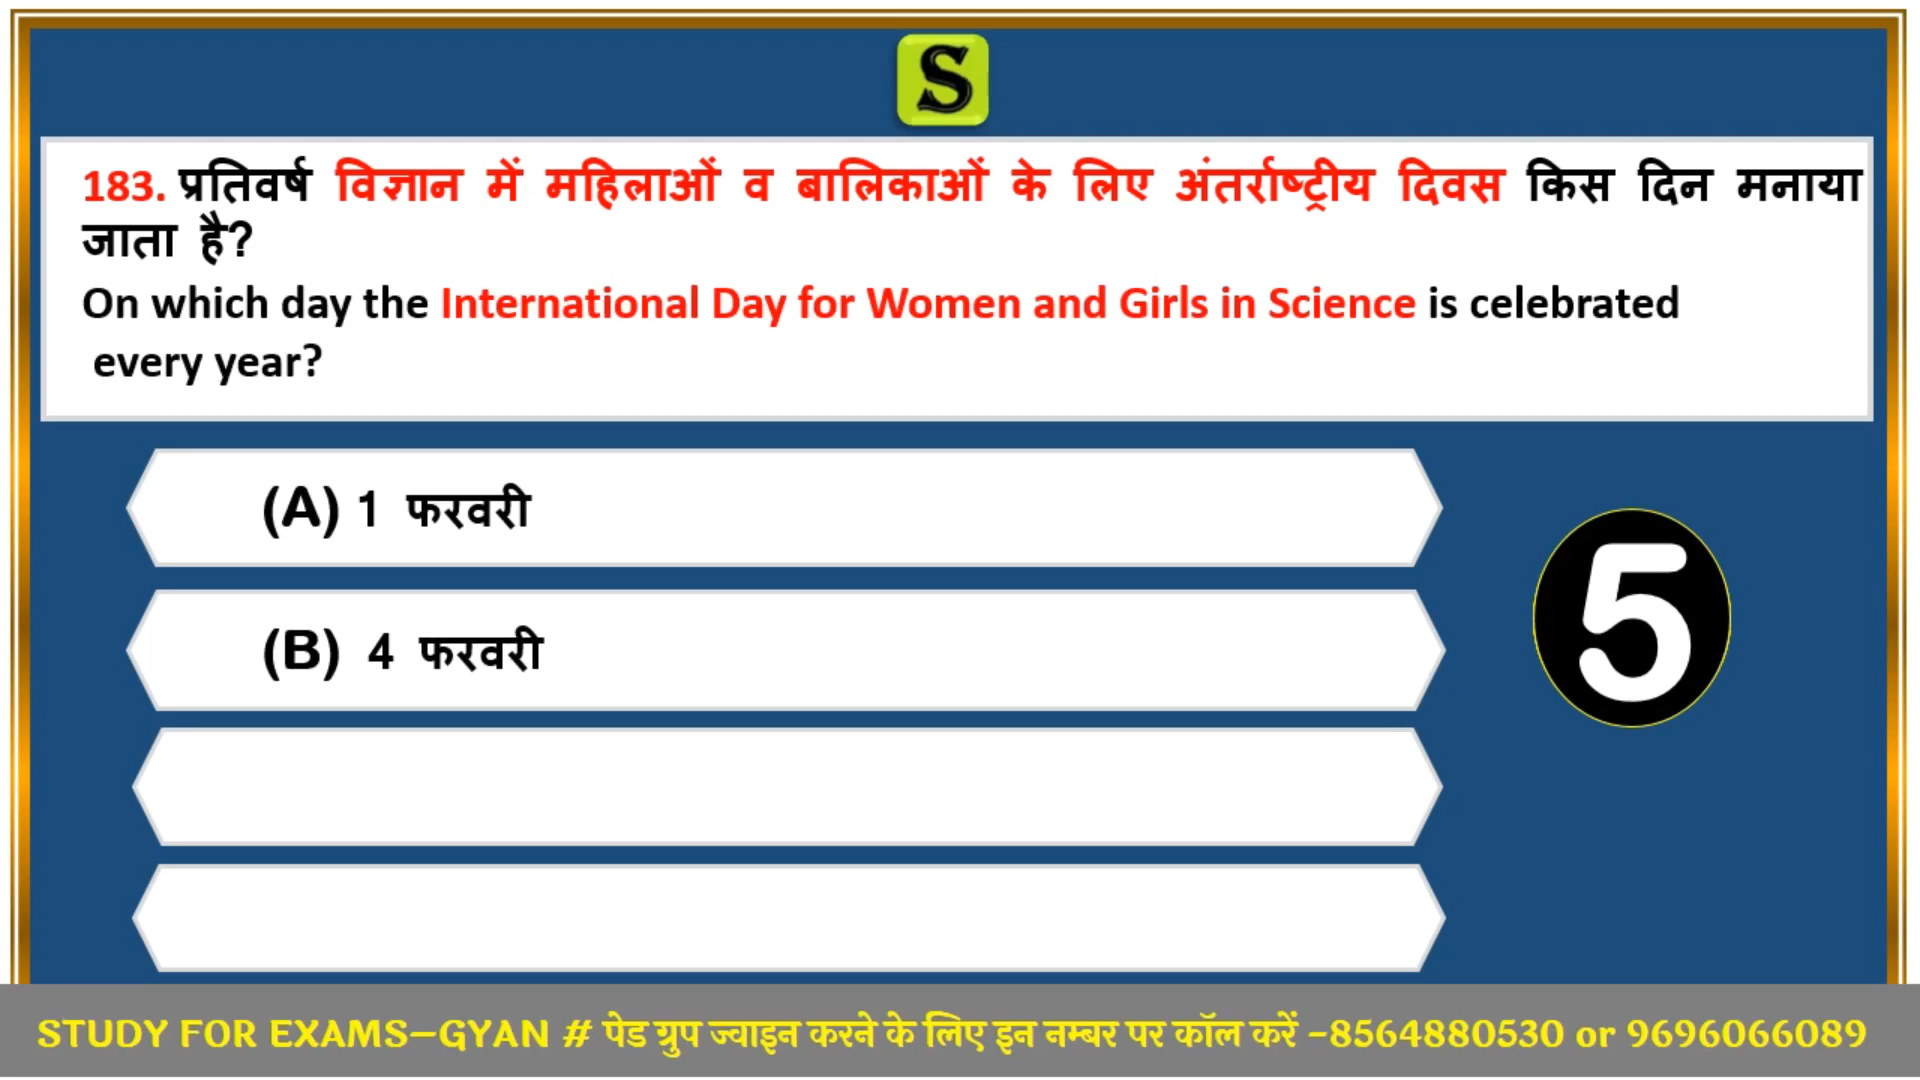 S
183. प्रतिवर्ष विज्ञान में महिलाओं व बालिकाओं के लिए अंतर्राष्ट्रीय दिवस किस दिन मनाया
जाता है?
On which day the International Day for Women and Girls in Science is celebrated
every year?
(A) 1 फरवरी
(B) 4 फरवरी
5
STUDY FOR EXAMS–GYAN # पेड ग्रुप ज्वाइन करने के लिए इन नम्बर पर कॉल करें -8564880530 or 9696066089